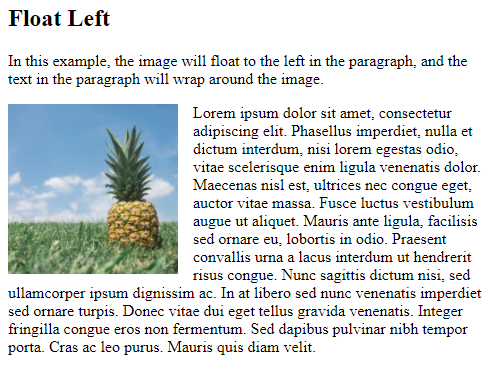 Float Left
In this example, the image will float to the left in the paragraph, and the
text in the paragraph will wrap around the image.
Lorem ipsum dolor sit amet, consectetur
adipiscing elit. Phasellus imperdiet, nulla et
dictum interdum, nisi lorem egestas odio,
vitae scelerisque enim ligula venenatis dolor.
Maecenas nisl est, ultrices nec congue eget,
auctor vitae massa. Fusce luctus vestibulum
augue ut aliquet. Mauris ante ligula, facilisis
sed ornare eu, lobortis in odio. Praesent
convallis urna a lacus interdum ut hendrerit
risus congue. Nunc sagittis dictum nisi, sed
ullamcorper ipsum dignissim ac. In at libero sed nunc venenatis imperdiet
sed ornare turpis. Donec vitae dui eget tellus gravida venenatis. Integer
fringilla congue eros non fermentum. Sed dapibus pulvinar nibh tempor
porta. Cras ac leo purus. Mauris quis diam velit.